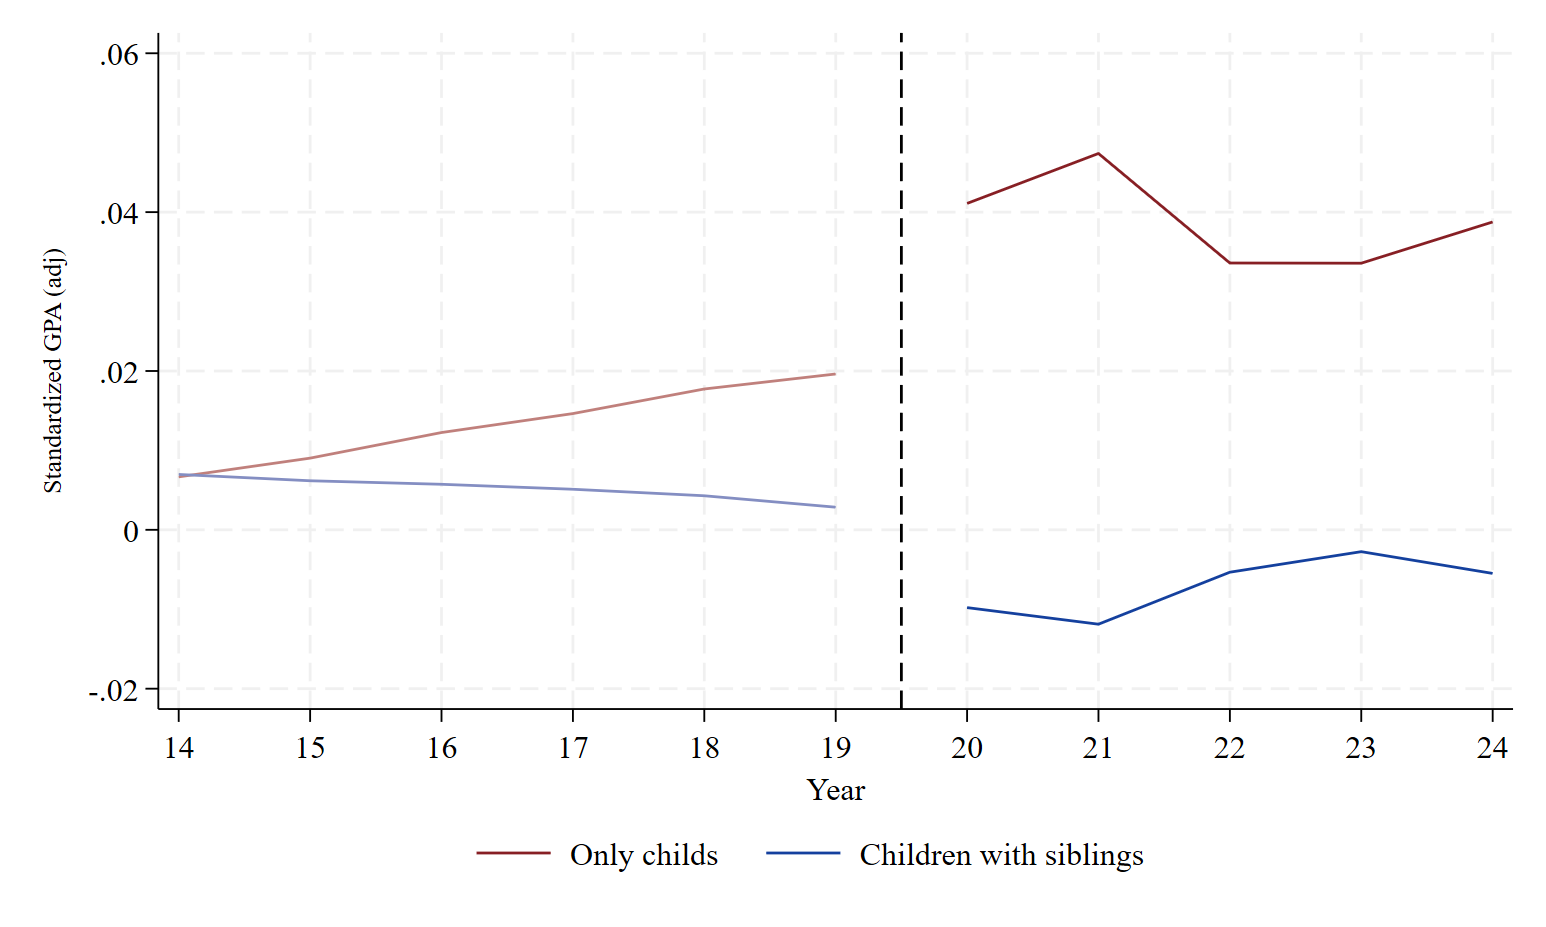 Standardized GPA (adj)
.06
.04
.02
0
-.02
14 15 16 17 18 19 20 21 22 23 24
Year
Only childs Children with siblings